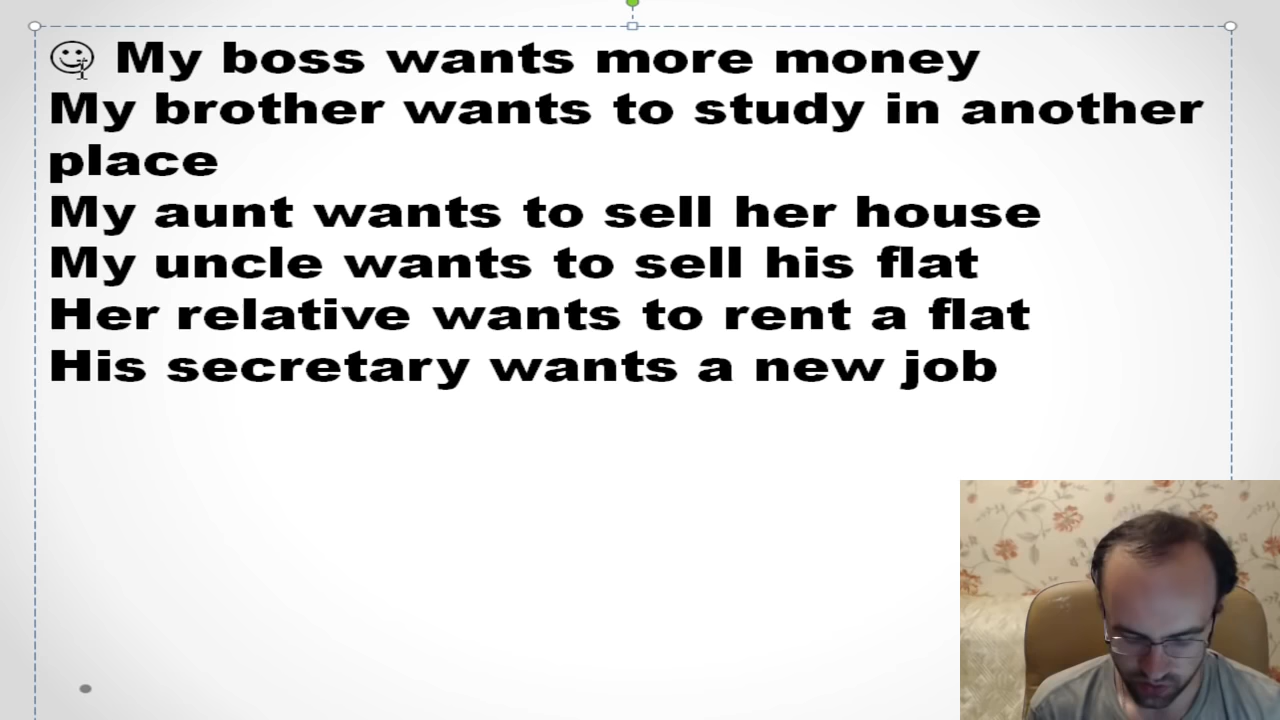 ☺ My boss wants more money
My brother wants to study in another
place
My aunt wants to sell her house
My uncle wants to sell his flat
Her relative wants to rent a flat
His secretary wants a new job